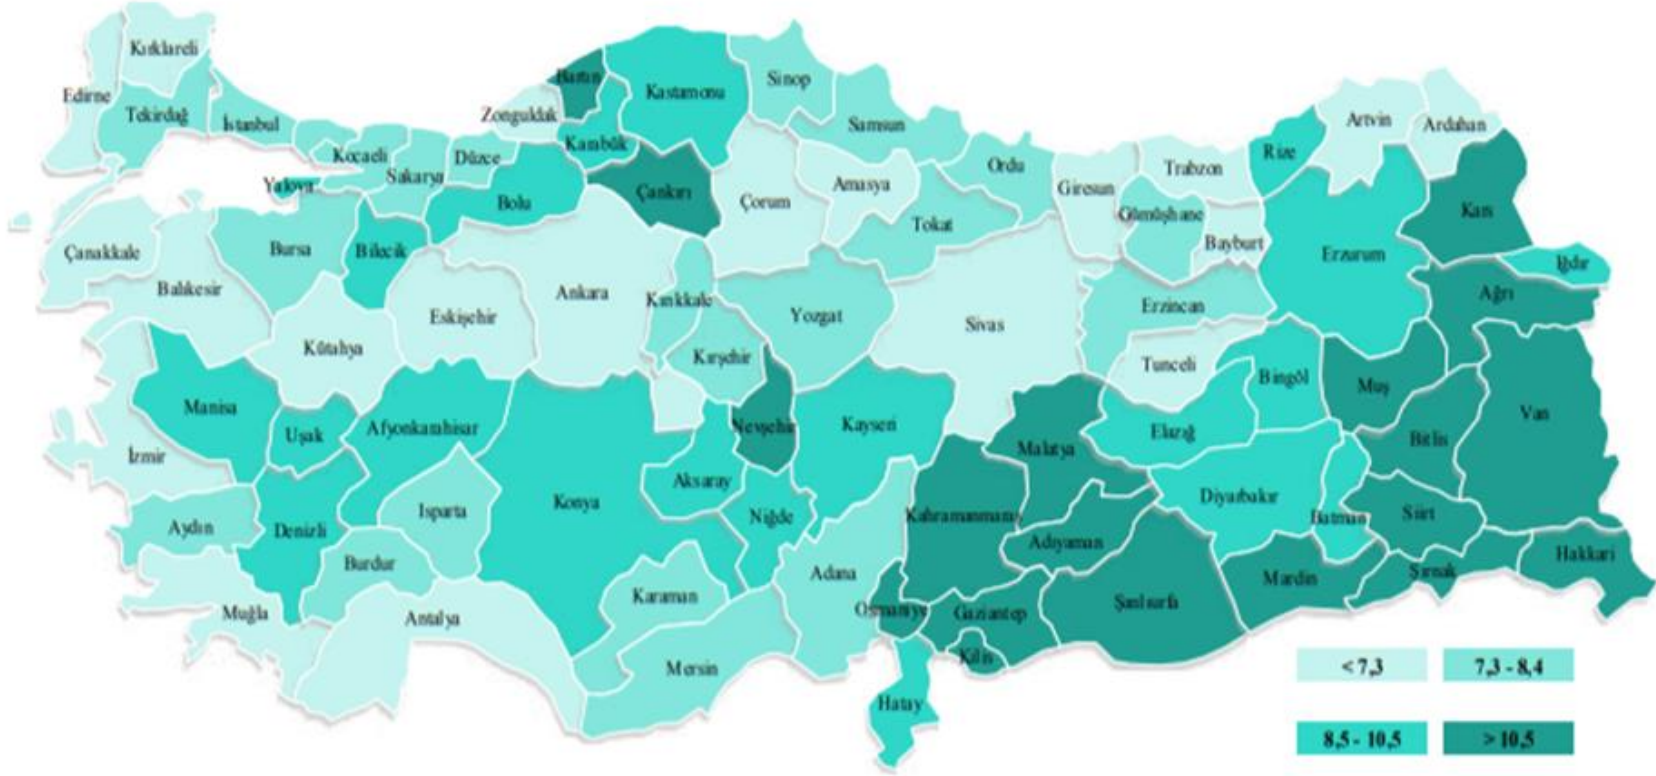 Kırklareli
Edirne
Tekirdağ
İstanbul
Kocaeli
Sakarya
Düzce
Yalova
Zonguldak
Bartın
Kastamonu
Karabük
Sinop
Samsun
Bolu
Çankırı
Çorum
Amasya
Tokat
Ordu
Giresun
Trabzon
Gümüşhane
Bayburt
Rize
Artvin
Ardahan
Kars
Iğdır
Ağrı
Erzurum
Çanakkale
Balıkesir
Bursa
Bilecik
Kütahya
Eskişehir
Ankara
Kırıkkale
Kırşehir
Yozgat
Sivas
Erzincan
Tunceli
Bingöl
Muş
Bitlis
Van
Manisa
Uşak
Afyonkarahisar
İzmir
Aydın
Denizli
Isparta
Burdur
Muğla
Antalya
Konya
Aksaray
Nevşehir
Niğde
Kayseri
Karaman
Mersin
Adana
Malatya
Elazığ
Diyarbakır
Batman
Siirt
Şırnak
Hakkari
Mardin
Kahramanmaraş
Adıyaman
Şanlıurfa
Osmaniye
Gaziantep
Kilis
Hatay
< 7,3
7,3 - 8,4
8,5 - 10,5
> 10,5